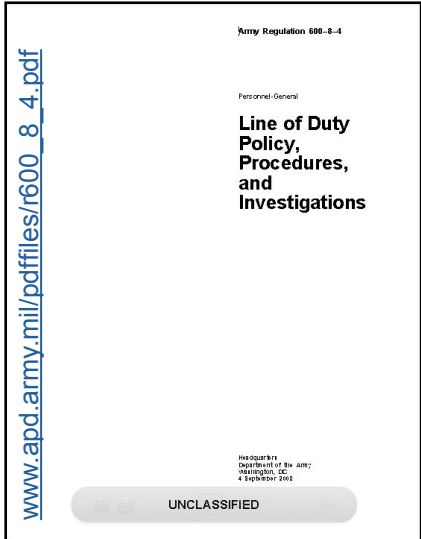 Army Regulation 600–8–4
Personnel-General
Line of Duty
Policy,
Procedures,
and
Investigations
www.apd.army.mil/pdffiles/r600_8_4.pdf
Headquarters
Department of the Army
Washington, DC
4 September 2008
UNCLASSIFIED